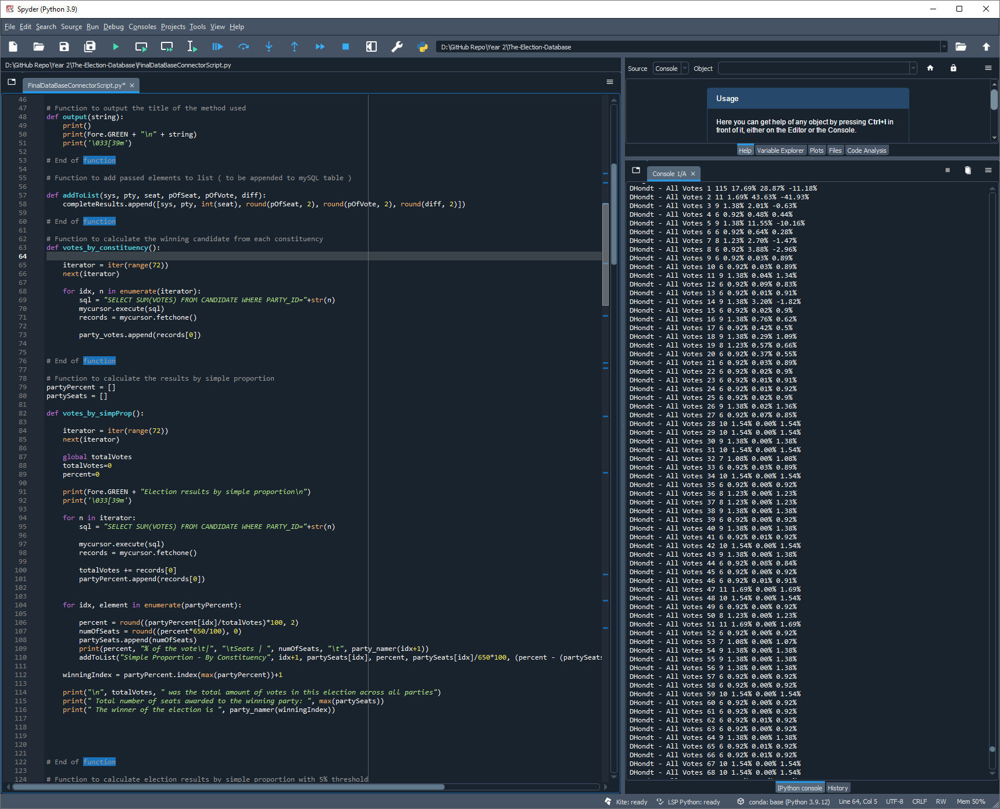 Spyder (Python 3.9)
File Edit Search Source Run Debug Consoles Projects Tools View Help
D:\GitHub Repo\Year 2\The-Election-Database
D:\GitHub Repo\Year 2\The-Election-Database\FinalDataBaseConnectorScript.py
FinalDataBaseConnectorScript.py*
46
47 # Function to output the title of the method used
48 def output(string):
49 print()
50 print(Fore.GREEN + "\n" + string)
51 print('\033[39m')
52
53 # End of function
54
55 # Function to add passed elements to list ( to be appended to mySQL table )
56
57 def addToList(sys, pty, seat, pOfSeat, pOfVote, diff):
58 completeResults.append([sys, pty, int(seat), round(pOfSeat, 2), round(pOfVote, 2), round(diff, 2)])
59
60 # End of function
61
62 # Function to calculate the winning candidate from each constituency
63 def votes_by_constituency():
64
65 iterator = iter(range(72))
66 next(iterator)
67
68 for idx, n in enumerate(iterator):
69 sql = "SELECT SUM(VOTES) FROM CANDIDATE WHERE PARTY_ID="+str(n)
70 mycursor.execute(sql)
71 records = mycursor.fetchone()
72
73 party_votes.append(records[0])
74
75
76 # End of function
77
78 # Function to calculate the results by simple proportion
79 partyPercent = []
80 partySeats = []
81
82 def votes_by_simpProp():
83
84 iterator = iter(range(72))
85 next(iterator)
86
87 global totalVotes
88 totalVotes=0
89 percent=0
90
91 print(Fore.GREEN + "Election results by simple proportion\n")
92 print('\033[39m')
93
94 for n in iterator:
95 sql = "SELECT SUM(VOTES) FROM CANDIDATE WHERE PARTY_ID="+str(n)
96
97 mycursor.execute(sql)
98 records = mycursor.fetchone()
99
100 totalVotes += records[0]
101 partyPercent.append(records[0])
102
103
104 for idx, element in enumerate(partyPercent):
105
106 percent = round((partyPercent[idx]/totalVotes)*100, 2)
107 numOfSeats = round((percent*650/100), 0)
108 partySeats.append(numOfSeats)
109 print(percent, "% of the vote\t|", "\tSeats | ", numOfSeats, "\t", party_namer(idx+1))
110 addToList("Simple Proportion - By Constituency", idx+1, partySeats[idx], percent, partySeats[idx]/650*100, (percent - (partySeats
111
112 winningIndex = partyPercent.index(max(partyPercent))+1
113
114 print("\n", totalVotes, " was the total amount of votes in this election across all parties")
115 print(" Total number of seats awarded to the winning party: ", max(partySeats))
116 print(" The winner of the election is ", party_namer(winningIndex))
117
118
119
120
121
122 # End of function
123
124 # Function to calculate election results by simple proportion with 5% threshold
Source Console Object
Usage
Here you can get help of any object by pressing Ctrl+I in
front of it, either on the Editor or the Console.
Help Variable Explorer Plots Files Code Analysis
Console 1/A
DHondt - All Votes 1 115 17.69% 28.87% -11.18%
DHondt - All Votes 2 11 1.69% 43.63% -41.93%
DHondt - All Votes 3 9 1.38% 2.01% -0.63%
DHondt - All Votes 4 6 0.92% 0.48% 0.44%
DHondt - All Votes 5 9 1.38% 11.55% -10.16%
DHondt - All Votes 6 6 0.92% 0.64% 0.28%
DHondt - All Votes 7 8 1.23% 2.70% -1.47%
DHondt - All Votes 8 6 0.92% 3.88% -2.96%
DHondt - All Votes 9 6 0.92% 0.03% 0.89%
DHondt - All Votes 10 6 0.92% 0.03% 0.89%
DHondt - All Votes 11 9 1.38% 0.04% 1.34%
DHondt - All Votes 12 6 0.92% 0.09% 0.83%
DHondt - All Votes 13 6 0.92% 0.01% 0.91%
DHondt - All Votes 14 9 1.38% 3.20% -1.82%
DHondt - All Votes 15 6 0.92% 0.02% 0.9%
DHondt - All Votes 16 9 1.38% 0.76% 0.62%
DHondt - All Votes 17 6 0.92% 0.42% 0.5%
DHondt - All Votes 18 9 1.38% 0.29% 1.09%
DHondt - All Votes 19 8 1.23% 0.57% 0.66%
DHondt - All Votes 20 6 0.92% 0.37% 0.55%
DHondt - All Votes 21 6 0.92% 0.03% 0.89%
DHondt - All Votes 22 6 0.92% 0.02% 0.9%
DHondt - All Votes 23 6 0.92% 0.01% 0.91%
DHondt - All Votes 24 6 0.92% 0.01% 0.92%
DHondt - All Votes 25 6 0.92% 0.02% 0.9%
DHondt - All Votes 26 9 1.38% 0.02% 1.36%
DHondt - All Votes 27 6 0.92% 0.07% 0.85%
DHondt - All Votes 28 10 1.54% 0.00% 1.54%
DHondt - All Votes 29 10 1.54% 0.00% 1.54%
DHondt - All Votes 30 9 1.38% 0.00% 1.38%
DHondt - All Votes 31 10 1.54% 0.00% 1.54%
DHondt - All Votes 32 7 1.08% 0.00% 1.08%
DHondt - All Votes 33 6 0.92% 0.03% 0.89%
DHondt - All Votes 34 10 1.54% 0.00% 1.54%
DHondt - All Votes 35 6 0.92% 0.00% 0.92%
DHondt - All Votes 36 8 1.23% 0.00% 1.23%
DHondt - All Votes 37 8 1.23% 0.00% 1.23%
DHondt - All Votes 38 9 1.38% 0.00% 1.38%
DHondt - All Votes 39 6 0.92% 0.00% 0.92%
DHondt - All Votes 40 9 1.38% 0.00% 1.38%
DHondt - All Votes 41 6 0.92% 0.01% 0.92%
DHondt - All Votes 42 10 1.54% 0.00% 1.54%
DHondt - All Votes 43 9 1.38% 0.00% 1.38%
DHondt - All Votes 44 6 0.92% 0.08% 0.84%
DHondt - All Votes 45 6 0.92% 0.00% 0.92%
DHondt - All Votes 46 6 0.92% 0.01% 0.91%
DHondt - All Votes 47 11 1.69% 0.00% 1.69%
DHondt - All Votes 48 10 1.54% 0.00% 1.54%
DHondt - All Votes 49 6 0.92% 0.00% 0.92%
DHondt - All Votes 50 8 1.23% 0.00% 1.23%
DHondt - All Votes 51 11 1.69% 0.00% 1.69%
DHondt - All Votes 52 6 0.92% 0.00% 0.92%
DHondt - All Votes 53 7 1.08% 0.00% 1.07%
DHondt - All Votes 54 9 1.38% 0.00% 1.38%
DHondt - All Votes 55 9 1.38% 0.00% 1.38%
DHondt - All Votes 56 9 1.38% 0.00% 1.38%
DHondt - All Votes 57 6 0.92% 0.00% 0.92%
DHondt - All Votes 58 6 0.92% 0.00% 0.92%
DHondt - All Votes 59 10 1.54% 0.00% 1.54%
DHondt - All Votes 60 6 0.92% 0.00% 0.92%
DHondt - All Votes 61 6 0.92% 0.00% 0.92%
DHondt - All Votes 62 6 0.92% 0.01% 0.92%
DHondt - All Votes 63 6 0.92% 0.00% 0.92%
DHondt - All Votes 64 9 1.38% 0.00% 1.38%
DHondt - All Votes 65 6 0.92% 0.01% 0.92%
DHondt - All Votes 66 6 0.92% 0.01% 0.92%
DHondt - All Votes 67 10 1.54% 0.00% 1.54%
DHondt - All Votes 68 10 1.54% 0.00% 1.54%
IPython console History
Kite: ready LSP Python: ready conda: base (Python 3.9.12) Line 64, Col 5 UTF-8 CRLF RW Mem 50%